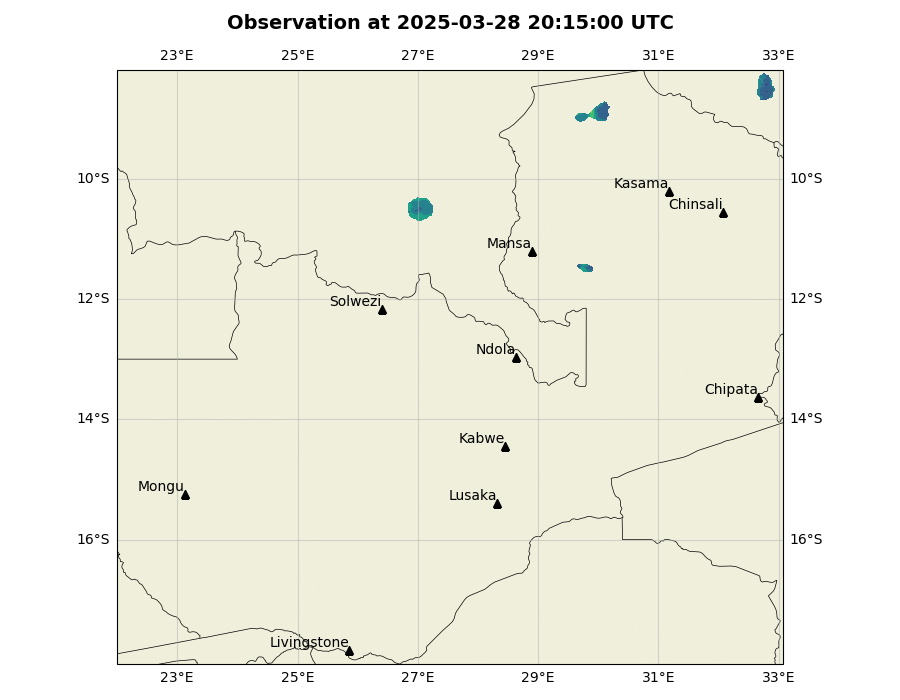 Observation at 2025-03-28 20:15:00 UTC
23°E 25°E 27°E 29°E 31°E 33°E
10°S 10°S
Kasama
Chinsali
Mansa
12°S 12°S
Solwezi
Ndola
Chipata
14°S 14°S
Kabwe
Mongu
Lusaka
16°S 16°S
Livingstone
23°E 25°E 27°E 29°E 31°E 33°E